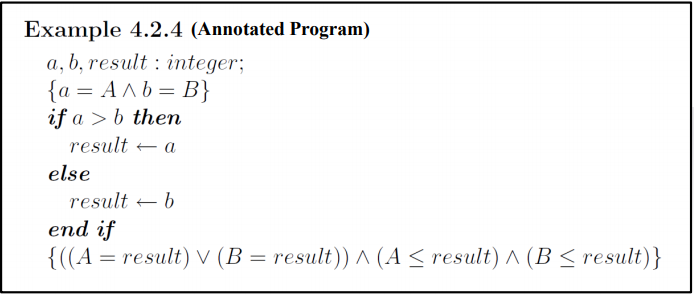 Example 4.2.4 (Annotated Program)
a, b, result : integer;
{a = A ∧ b = B}
if a > b then
result ← a
else
result ← b
end if
{((A = result) ∨ (B = result)) ∧ (A ≤ result) ∧ (B ≤ result)}